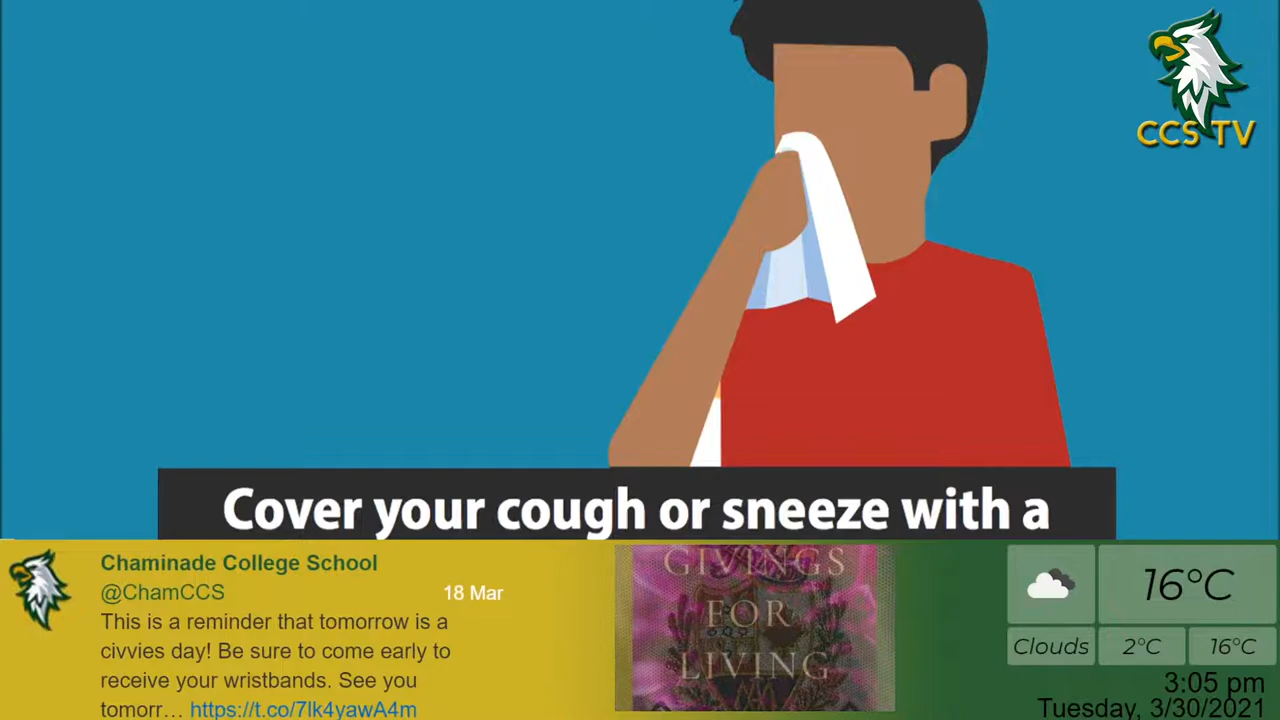 CCS TV
Cover your cough or sneeze with a
Chaminade College School
@ChamCCS
18 Mar
This is a reminder that tomorrow is a
civvies day! Be sure to come early to
receive your wristbands. See you
tomorr… https://t.co/7lk4yawA4m
GIVINGS
FOR
LIVING
16°C
Clouds
2°C
16°C
3:05 pm
Tuesday, 3/30/2021